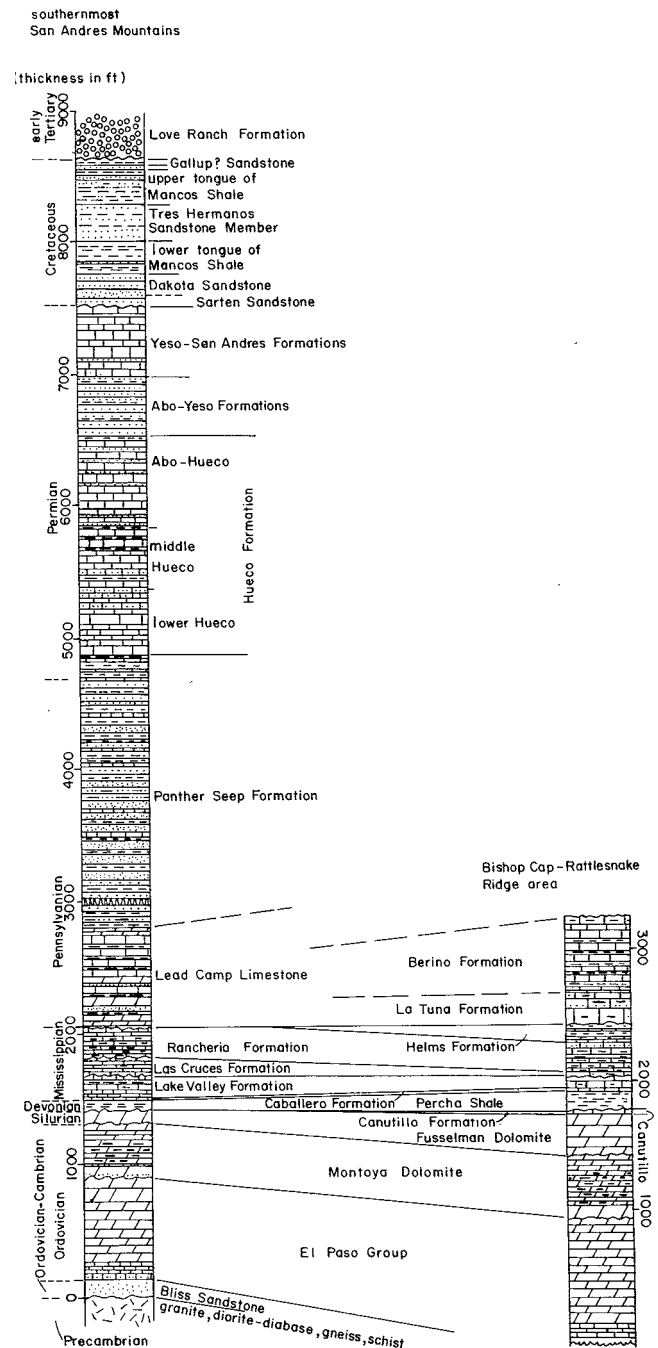 southernmost
San Andres Mountains
(thickness in ft)
early
Tertiary
9000
Love Ranch Formation
Gallup? Sandstone
upper tongue of
Mancos Shale
Tres Hermanos
Sandstone Member
Cretaceous
8000
lower tongue of
Mancos Shale
Dakota Sandstone
Sarten Sandstone
Yeso-San Andres Formations
7000
Abo-Yeso Formations
Abo-Hueco
Permian
6000
middle
Hueco
Hueco Formation
lower Hueco
5000
4000
Panther Seep Formation
Bishop Cap-Rattlesnake
Ridge area
3000
Pennsylvanian
3000
Berino Formation
Lead Camp Limestone
La Tuna Formation
2000
Rancheria Formation
Helms Formation
Mississippian
Las Cruces Formation
Lake Valley Formation
2000
Caballero Formation
Percha Shale
Devonian
Silurian
Canutillo Formation
Fusselman Dolomite
Canutillo
1000
Montoya Dolomite
1000
Ordovician-Cambrian
Ordovician
El Paso Group
0
Bliss Sandstone
granite, diorite-diabase, gneiss, schist
Precambrian